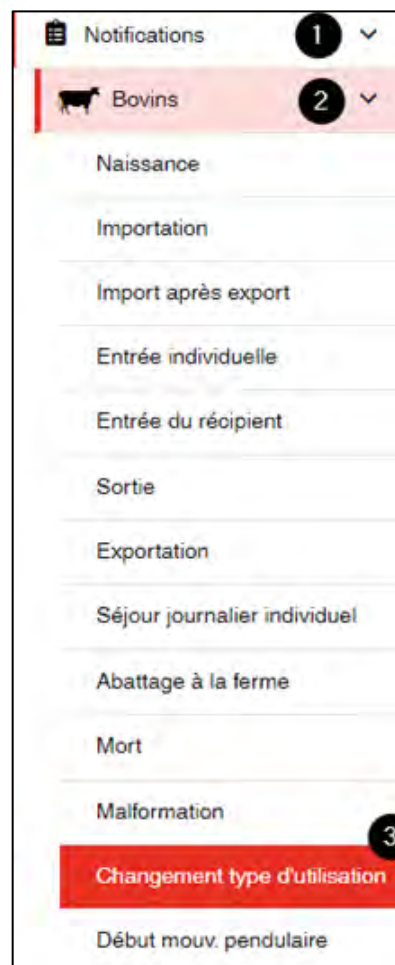 Notifications 1
Bovins 2
Naissance
Importation
Import après export
Entrée individuelle
Entrée du récipient
Sortie
Exportation
Séjour journalier individuel
Abattage à la ferme
Mort
Malformation
3
Changement type d'utilisation
Début mouv. pendulaire